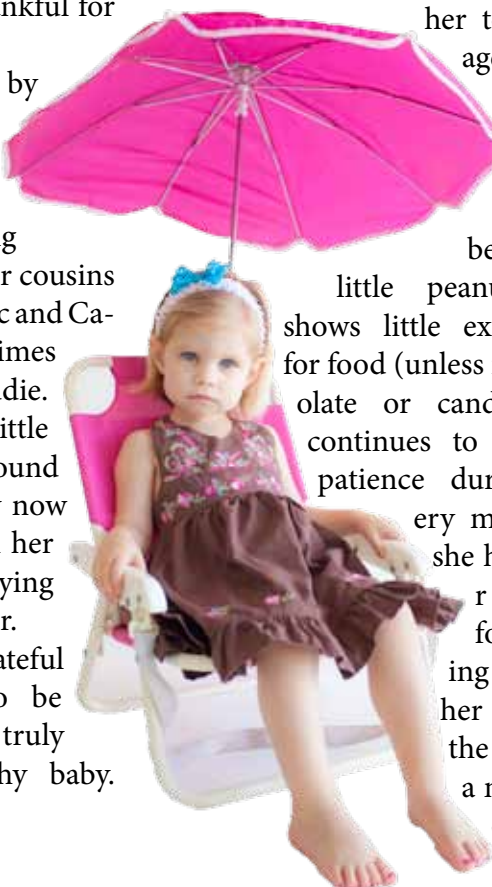 ankful for
by
g
r cousins
c and Ca-
imes
die.
ittle
ound
now
her
ying
r.
ateful
o be
truly
hy baby.
her t
age
be
little peanu
shows little ex
for food (unless
olate or cand
continues to
patience dur
ery m
she h
r
fo
ing
her
the
a